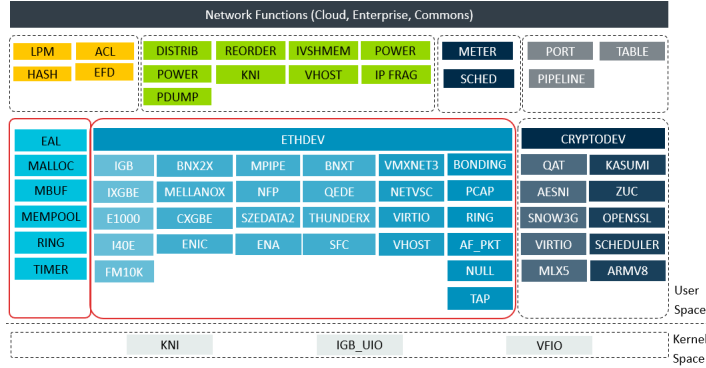 Network Functions (Cloud, Enterprise, Commons)
LPM ACL DISTRIB REORDER IVSHMEM POWER METER PORT TABLE
HASH EFD POWER KNI VHOST IP FRAG SCHED PIPELINE
PDUMP
EAL ETHDEV CRYPTODEV
MALLOC IGB BNX2X MPIPE BNXT VMXNET3 BONDING QAT KASUMI
MBUF IXGBE MELLANOX NFP QEDE NETVSC PCAP AESNI ZUC
MEMPOOL E1000 CXGBE SZEDATA2 THUNDERX VIRTIO RING SNOW3G OPENSSL
RING I40E ENIC ENA SFC VHOST AF_PKT VIRTIO SCHEDULER
TIMER FM10K NULL MLX5 ARMV8
TAP
User
Space
KNI IGB_UIO VFIO
Kernel
Space